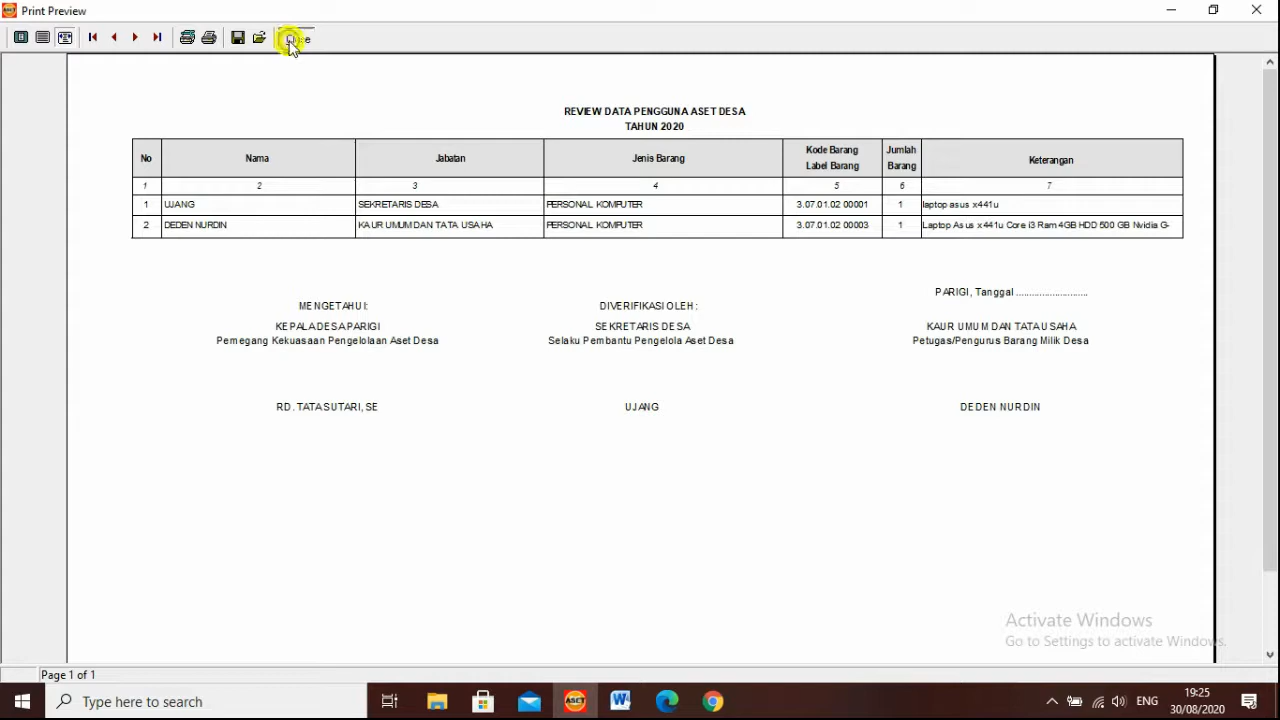 Print Preview
REVIEW DATA PENGGUNA ASET DESA
TAHUN 2020
No Nama Jabatan Jenis Barang Kode Barang Label Barang Jumlah Barang Keterangan
1 2 3 4 5 6 7
1 UJANG SEKRETARIS DESA PERSONAL KOMPUTER 3.07.01.02 00001 1 laptop asus x441u
2 DEDEN NURDIN KAUR UMUM DAN TATA USAHA PERSONAL KOMPUTER 3.07.01.02 00003 1 Laptop Asus x441u Core i3 Ram 4GB HDD 500 GB Nvidia G-
PARIGI, Tanggal ...........................
MENGETAHUI: DIVERIFIKASI OLEH :
KEPALA DESA PARIGI SEKRETARIS DESA KAUR UMUM DAN TATA USAHA
Pemegang Kekuasaan Pengelolaan Aset Desa Selaku Pembantu Pengelola Aset Desa Petugas/Pengurus Barang Milik Desa
RD. TATA SUTARI, SE UJANG DEDEN NURDIN
Activate Windows
Go to Settings to activate Windows.
Page 1 of 1
Type here to search ASET ENG 19:25
30/08/2020